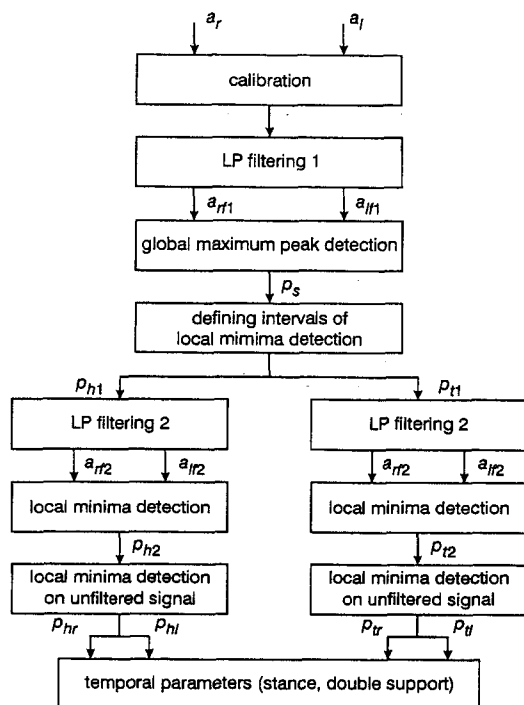 a_r a_l
calibration
LP filtering 1
a_rf1 a_lf1
global maximum peak detection
p_s
defining intervals of
local mimima detection
p_h1 p_t1
LP filtering 2 LP filtering 2
a_rf2 a_lf2 a_rf2 a_lf2
local minima detection local minima detection
p_h2 p_t2
local minima detection local minima detection
on unfiltered signal on unfiltered signal
p_hr p_hl p_tr p_tl
temporal parameters (stance, double support)